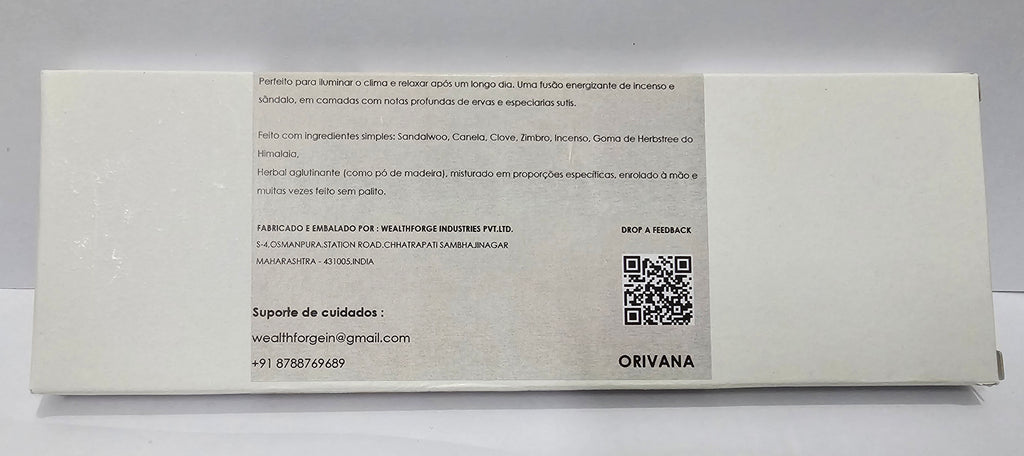 Perfeito para iluminar o clima e relaxar após um longo dia. Uma fusão energizante de incenso e
sândalo, em camadas com notas profundas de ervas e especiarias sutis.
Feito com ingredientes simples: Sandalwoo, Canela, Clove, Zimbro, Incenso, Goma de Herbstree do
Himalaia,
Herbal aglutinante (como pó de madeira), misturado em proporções específicas, enrolado à mão e
muitas vezes feito sem palito.
FABRICADO E EMBALADO POR : WEALTHFORGE INDUSTRIES PVT.LTD.
S-4,OSMANPURA,STATION ROAD,CHHATRAPATI SAMBHAJINAGAR
MAHARASHTRA - 431005,INDIA
DROP A FEEDBACK
Suporte de cuidados :
wealthforgein@gmail.com
+91 8788769689
ORIVANA